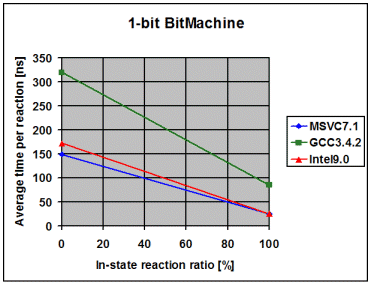 1-bit BitMachine
Average time per reaction [ns]
350
300
250
200
150
100
50
0
0 20 40 60 80 100
In-state reaction ratio [%]
MSVC7.1
GCC3.4.2
Intel9.0